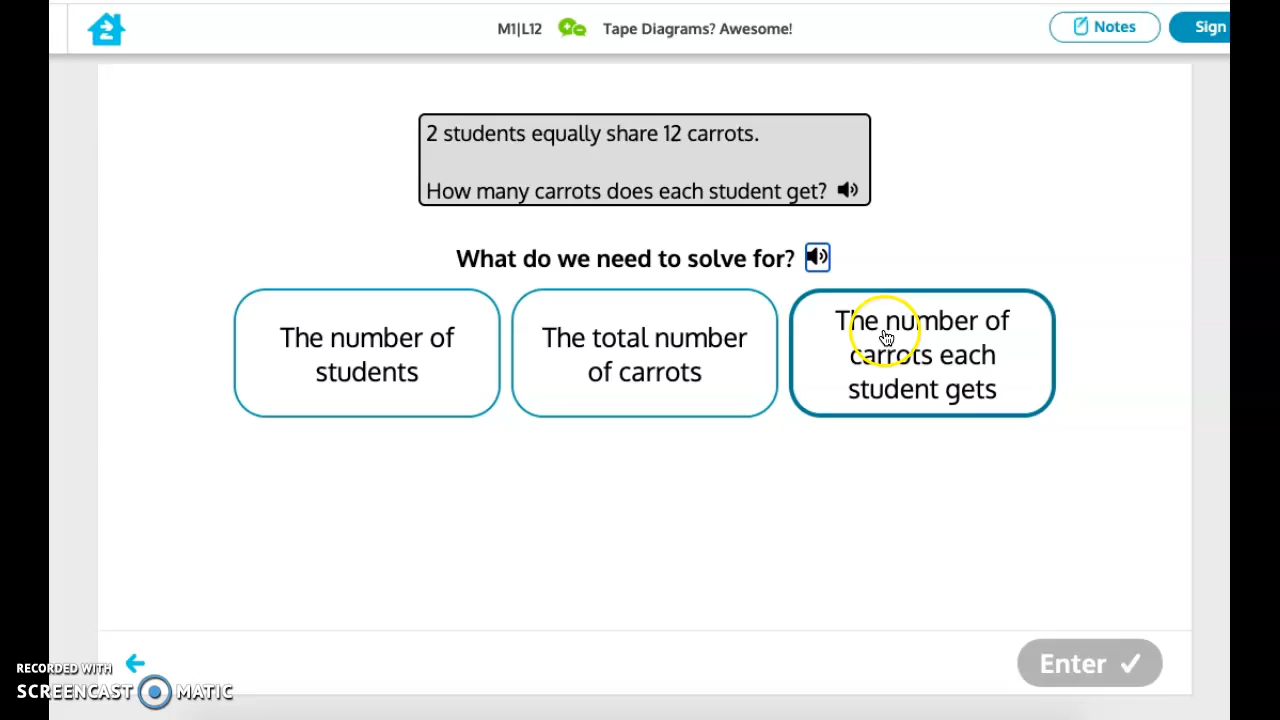 M1|L12 Tape Diagrams? Awesome!
Notes
Sign
2 students equally share 12 carrots.
How many carrots does each student get?
What do we need to solve for?
The number of
students
The total number
of carrots
The number of
carrots each
student gets
Enter
RECORDED WITH
SCREENCAST MATIC